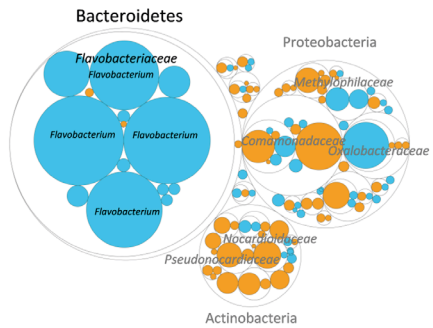 Bacteroidetes
Flavobacteriaceae
Flavobacterium
Flavobacterium
Flavobacterium
Flavobacterium
Proteobacteria
Methylophilaceae
Comamonadaceae
Oxalobacteraceae
Nocardioidaceae
Pseudonocardiaceae
Actinobacteria